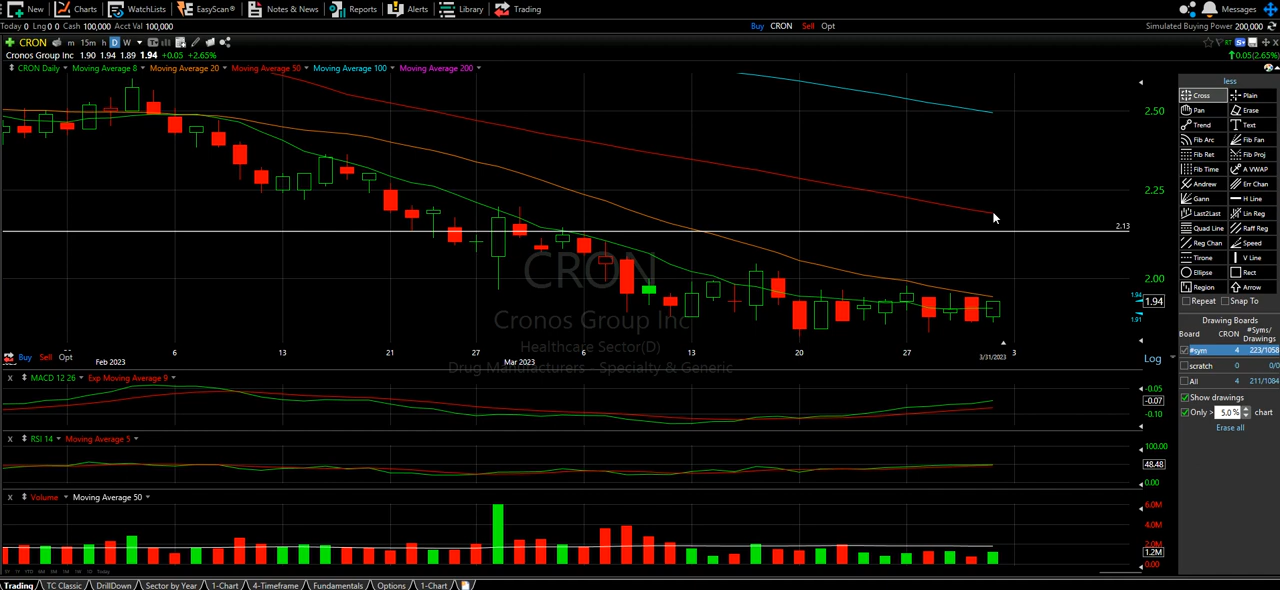 New Charts WatchLists EasyScan® Notes & News Reports Alerts Library Trading Messages
Today 0 Lng 0 0 Cash 100,000 Acct Val 100,000 Buy CRON Sell Opt Simulated Buying Power 200,000
CRON m 15m h D W
Cronos Group Inc 1.90 1.94 1.89 1.94 +0.05 +2.65%
0.05(2.65%)
CRON Daily Moving Average 8 Moving Average 20 Moving Average 50 Moving Average 100 Moving Average 200
less
Cross Plain
Pan Erase
Trend Text
Fib Arc Fib Fan
Fib Ret Fib Proj
Fib Time A VWAP
Andrew Err Chan
Gann H Line
Last2Last Lin Reg
Quad Line Raff Reg
Reg Chan Speed
Tirone V Line
Ellipse Rect
Region Arrow
Repeat Snap To
Drawing Boards
Board CRON #Syms/ Drawings
#sym 4 223/1058
scratch 0 0/0
All 4 211/1084
Show drawings
Only > 5.0 % chart
Erase all
2.50
2.25
2.13
2.00
1.94
1.94
1.91
CRON
Cronos Group Inc
Healthcare Sector(D)
Drug Manufacturers - Specialty & Generic
Buy Sell Opt
Feb 2023 6 13 21 27 Mar 2023 6 13 20 27 3/31/2023 3
Log
MACD 12 26 Exp Moving Average 9
-0.05
-0.07
-0.10
RSI 14 Moving Average 5
100.00
48.48
0.00
Volume Moving Average 50
6.0M
4.0M
2.0M
1.2M
0.00
Trading TC Classic DrillDown Sector by Year 1-Chart 4-Timeframe Fundamentals Options 1-Chart